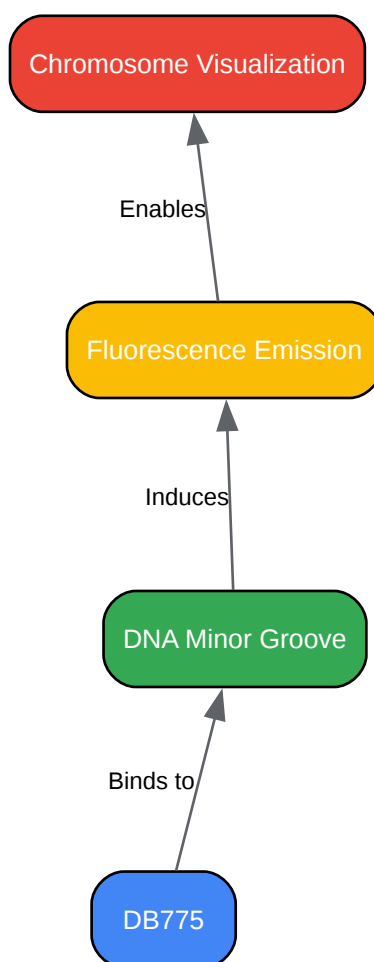 Chromosome Visualization
Enables
Fluorescence Emission
Induces
DNA Minor Groove
Binds to
DB775